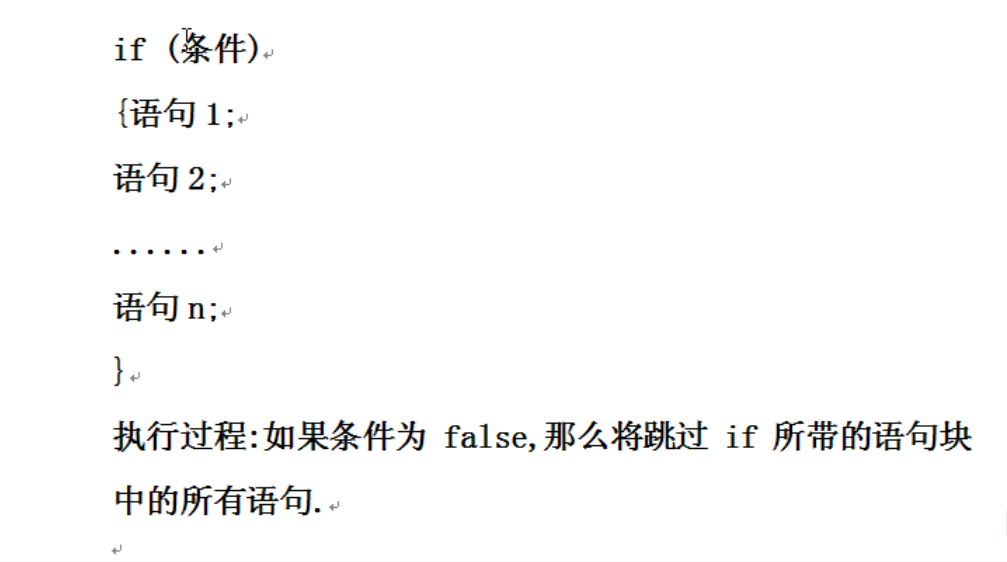 if (条件)
{语句1;
语句2;
......
语句n;
}
执行过程:如果条件为 false,那么将跳过 if 所带的语句块
中的所有语句.